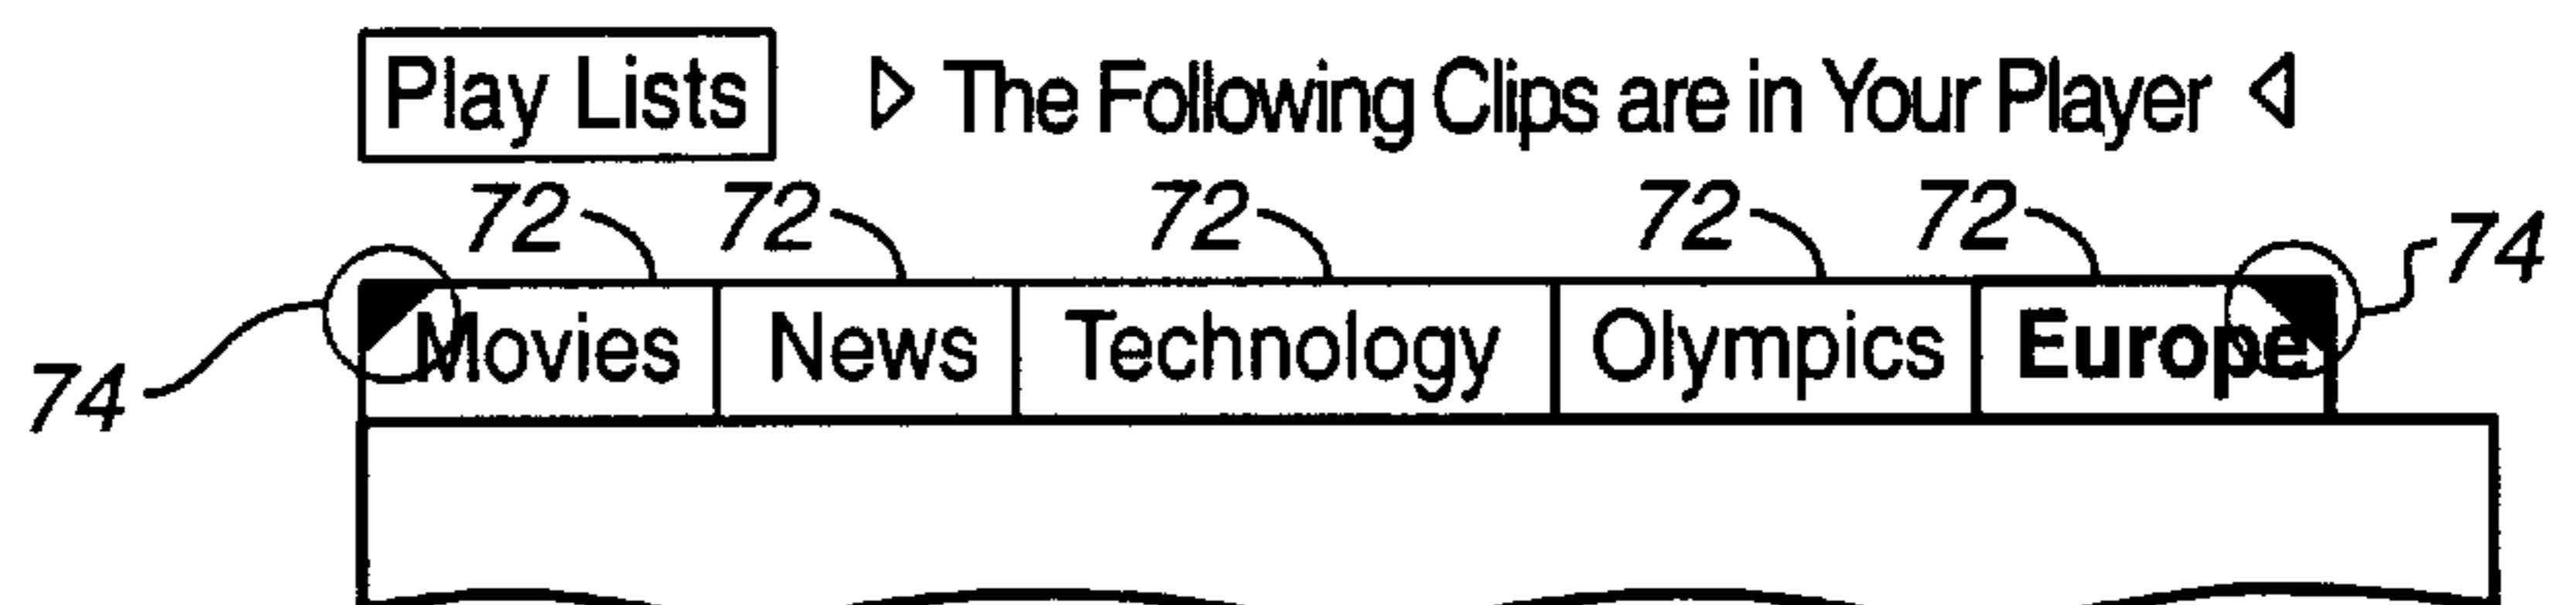 Play Lists ▷ The Following Clips are in Your Player ◁
72 72 72 72 72 74
74 Movies News Technology Olympics Europe